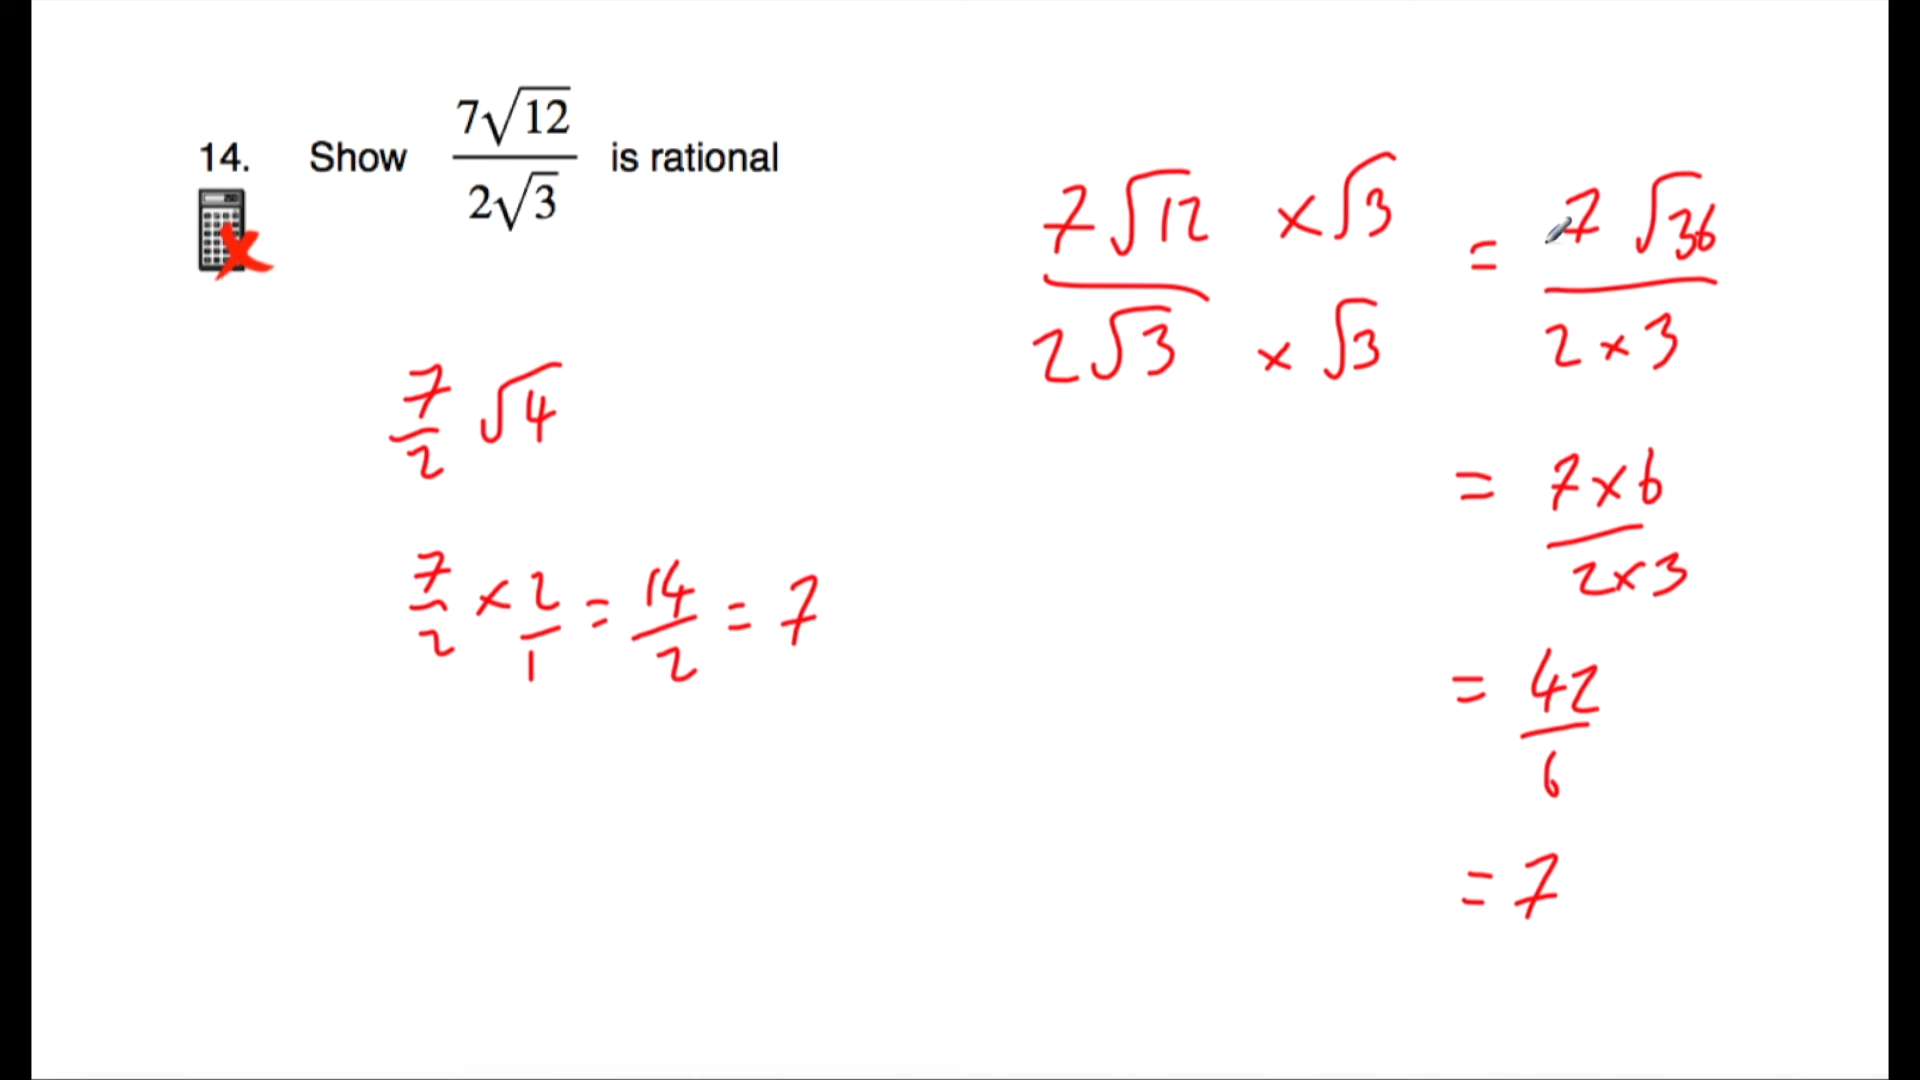 14. Show 7√12 / 2√3 is rational
7/2 √4
7/2 × 2/1 = 14/2 = 7
7√12 × √3 / 2√3 × √3 = 7√36 / 2 × 3
= 7 × 6 / 2 × 3
= 42 / 6
= 7